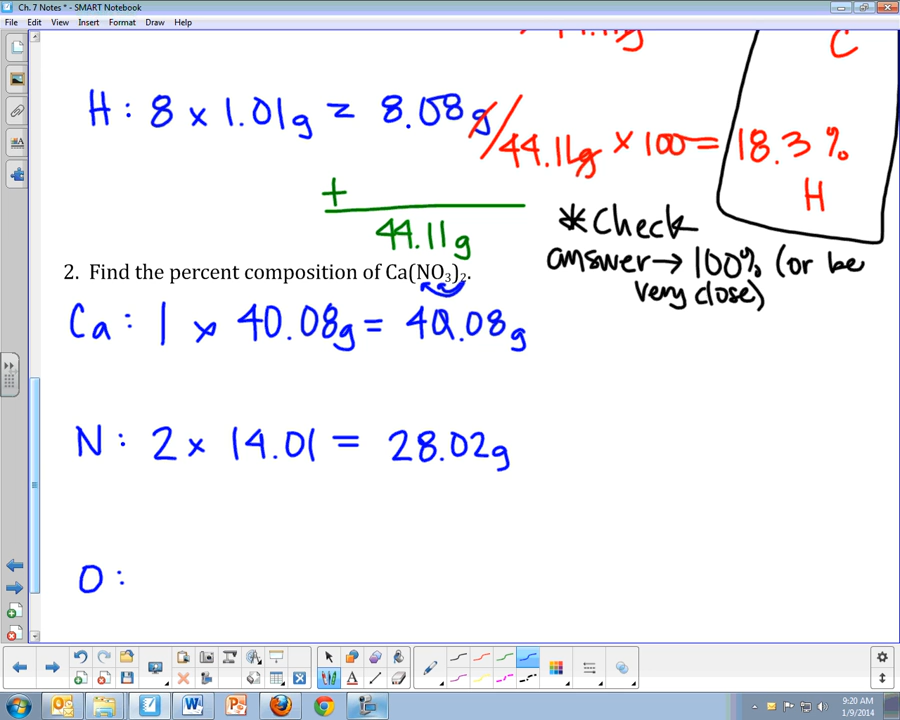 Ch. 7 Notes * - SMART Notebook
File Edit View Insert Format Draw Help
44.11g
C
H: 8 x 1.01g = 8.08g/44.11g x 100 = 18.3 %
H
+
44.11g
*Check
answer→ 100% (or be
very close)
2. Find the percent composition of Ca(NO3)2.
Ca: 1 x 40.08g = 40.08g
N: 2 x 14.01 = 28.02g
O:
9:20 AM
1/9/2014